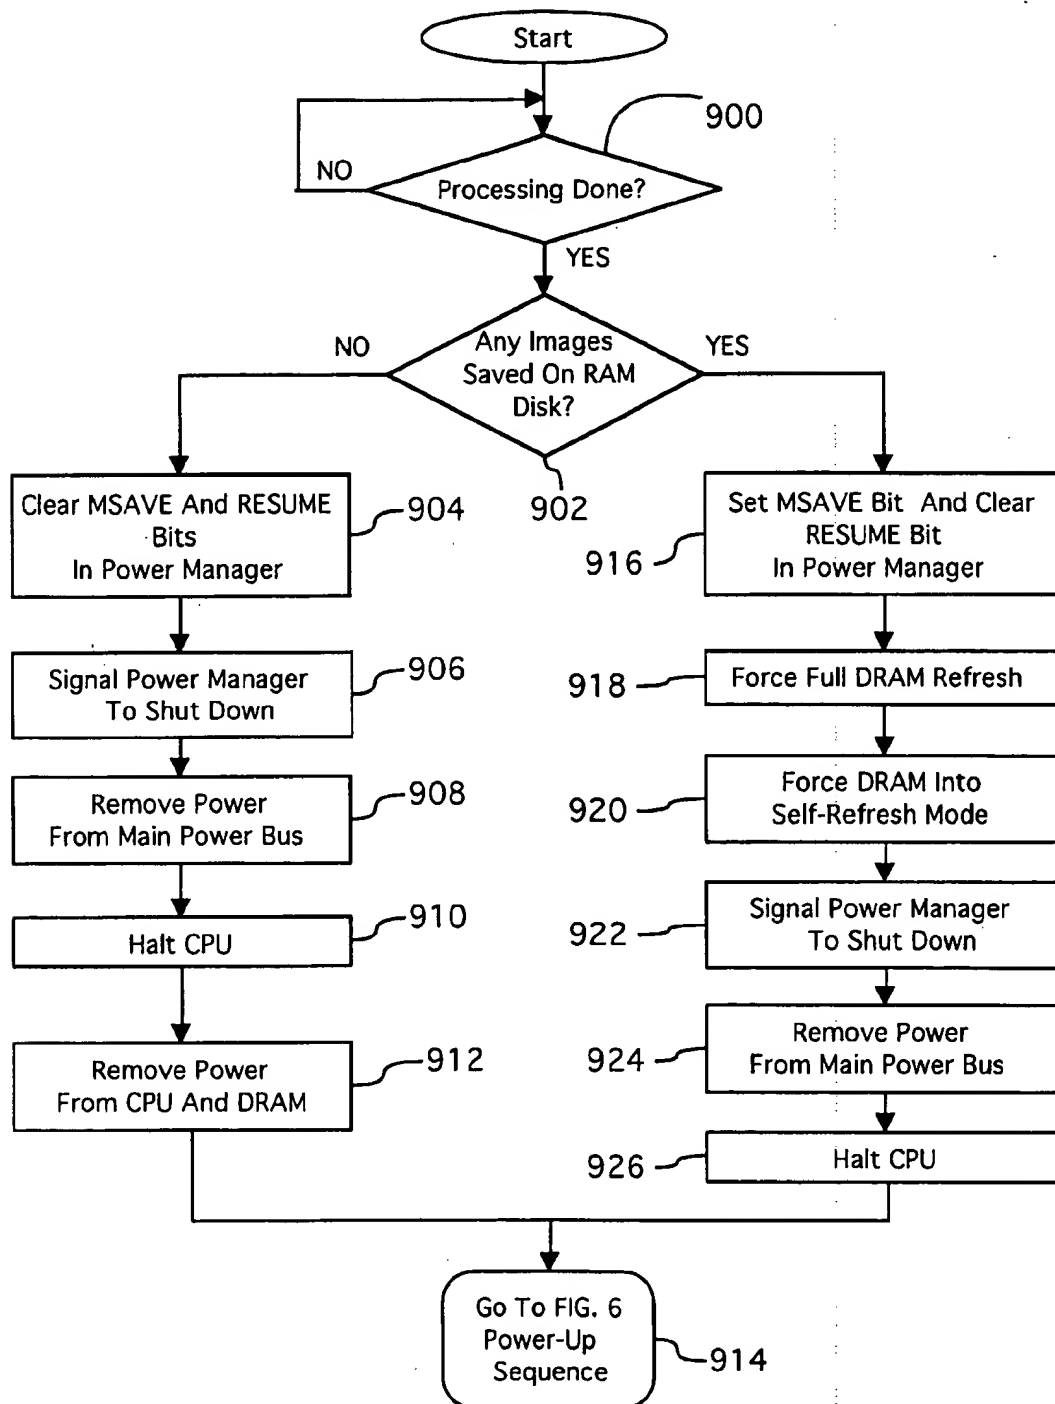 Start
900
NO
Processing Done?
YES
NO
Any Images
Saved On RAM
Disk?
YES
902
Clear MSAVE And RESUME
Bits
In Power Manager
904
Signal Power Manager
To Shut Down
906
Remove Power
From Main Power Bus
908
Halt CPU
910
Remove Power
From CPU And DRAM
912
Set MSAVE Bit And Clear
RESUME Bit
In Power Manager
916
Force Full DRAM Refresh
918
Force DRAM Into
Self-Refresh Mode
920
Signal Power Manager
To Shut Down
922
Remove Power
From Main Power Bus
924
Halt CPU
926
Go To FIG. 6
Power-Up
Sequence
914